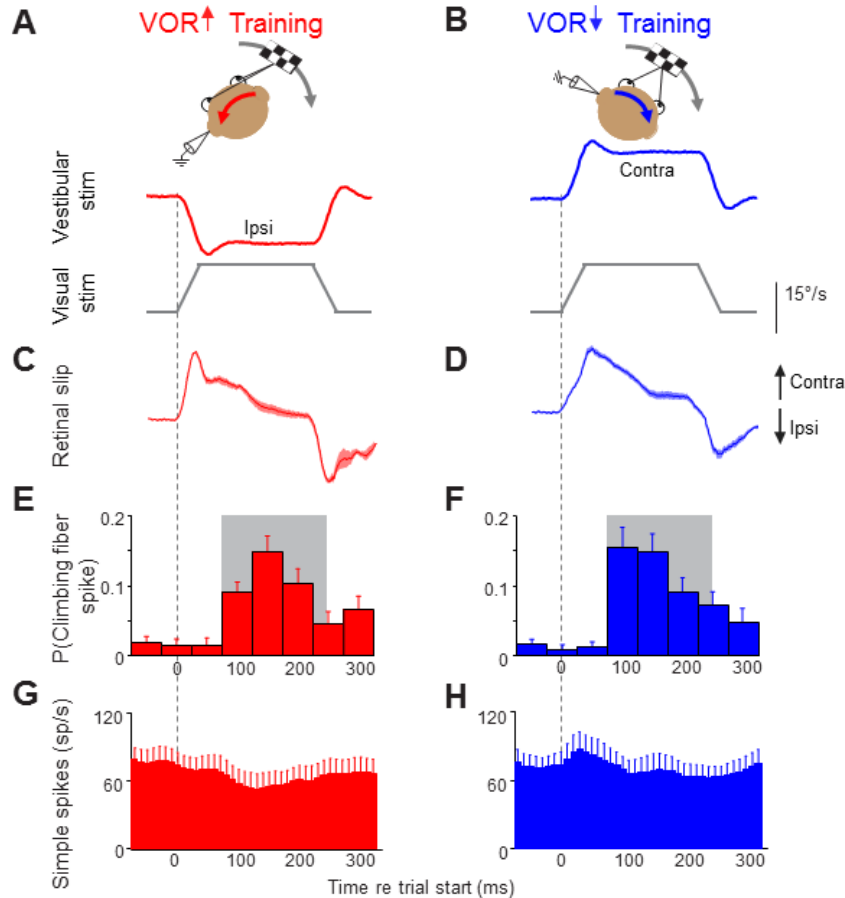 A
VOR↑ Training
B
VOR↓ Training
Vestibular stim
Ipsi
Contra
Visual stim
15°/s
C
D
Retinal slip
↑ Contra
↓ Ipsi
E
F
P(Climbing fiber spike)
0.2
0.1
0
0 100 200 300
0.2
0.1
0
0 100 200 300
G
H
Simple spikes (sp/s)
120
60
0
0 100 200 300
120
60
0
0 100 200 300
Time re trial start (ms)